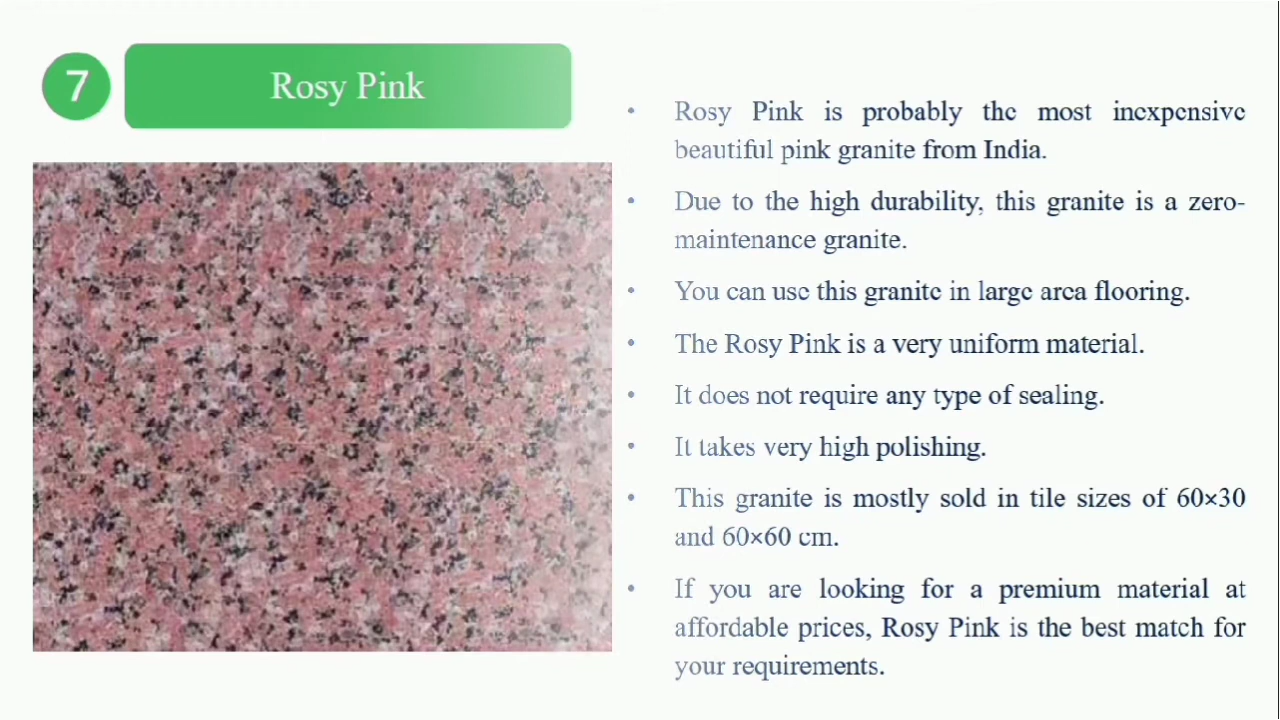 7
Rosy Pink
• Rosy Pink is probably the most inexpensive
beautiful pink granite from India.
• Due to the high durability, this granite is a zero-
maintenance granite.
• You can use this granite in large area flooring.
• The Rosy Pink is a very uniform material.
• It does not require any type of sealing.
• It takes very high polishing.
• This granite is mostly sold in tile sizes of 60×30
and 60×60 cm.
• If you are looking for a premium material at
affordable prices, Rosy Pink is the best match for
your requirements.